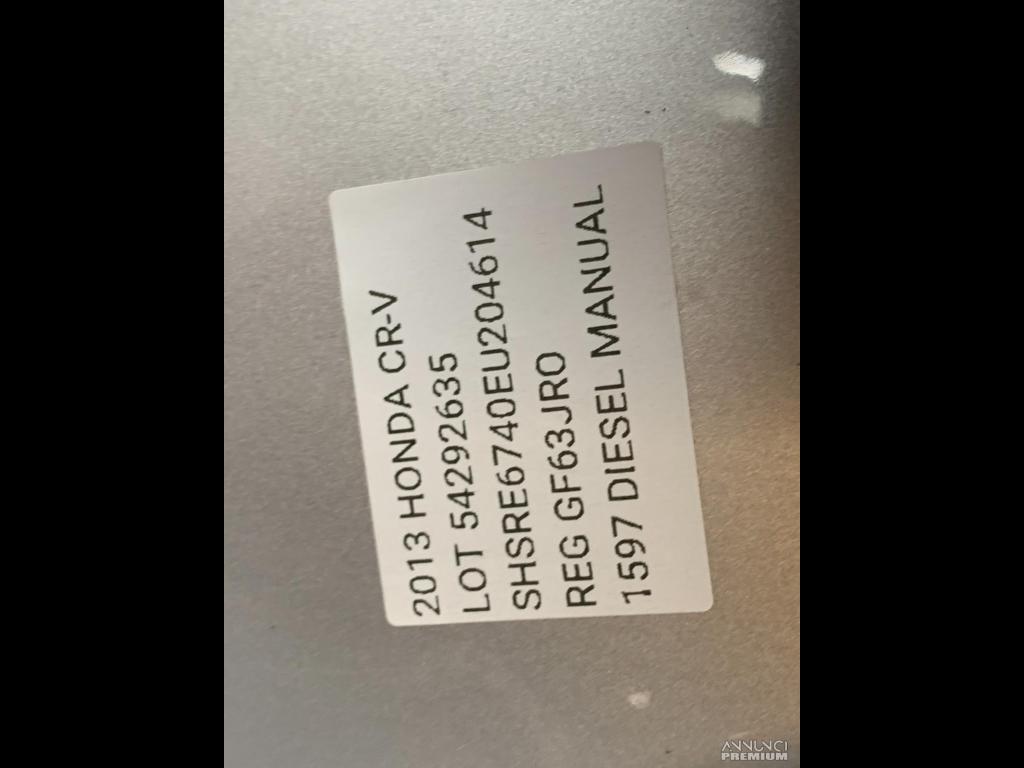 2013 HONDA CR-V
LOT 54292635
SHSRE6740EU204614
REG GF63JRO
1597 DIESEL MANUAL
ANNUNCI
PREMIUM